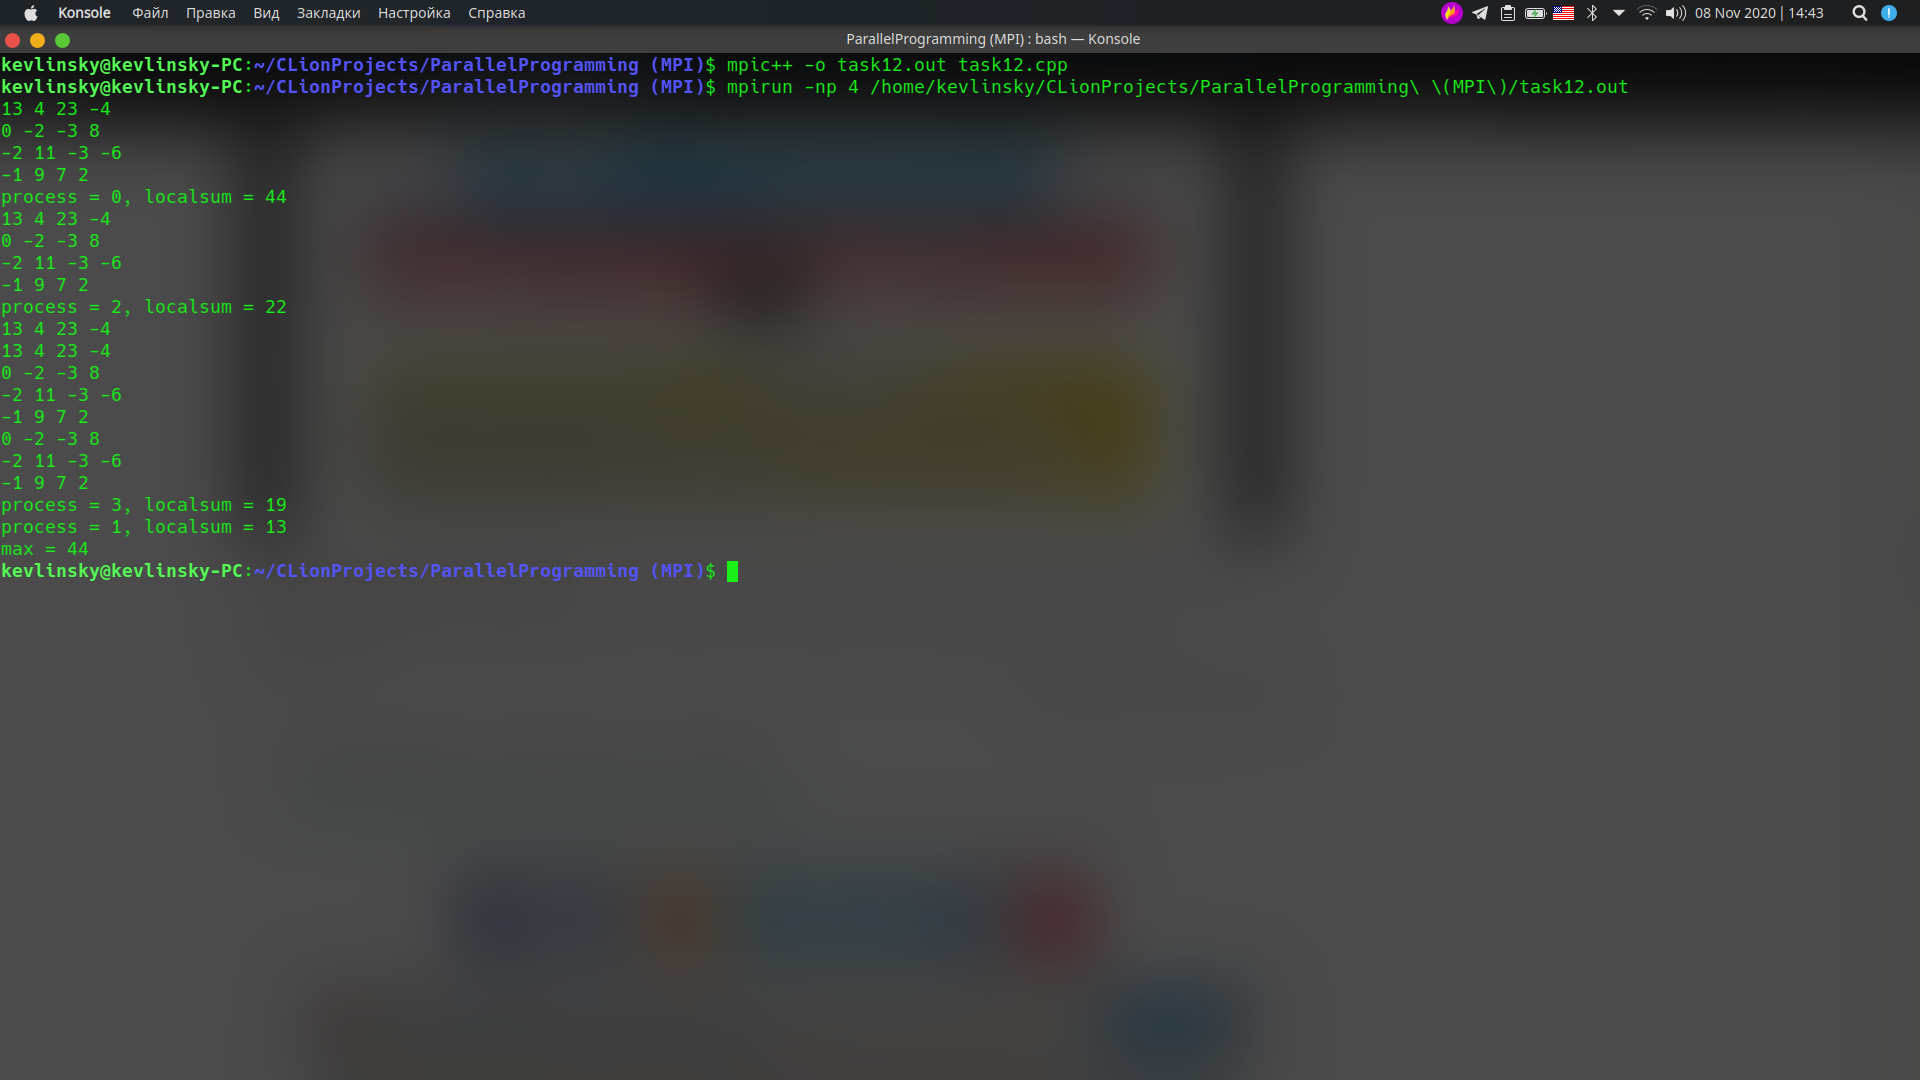 Konsole Файл Правка Вид Закладки Настройка Справка 08 Nov 2020 | 14:43
ParallelProgramming (MPI) : bash — Konsole
kevlinsky@kevlinsky-PC:~/CLionProjects/ParallelProgramming (MPI)$ mpic++ -o task12.out task12.cpp
kevlinsky@kevlinsky-PC:~/CLionProjects/ParallelProgramming (MPI)$ mpirun -np 4 /home/kevlinsky/CLionProjects/ParallelProgramming\ \(MPI\)/task12.out
13 4 23 -4
0 -2 -3 8
-2 11 -3 -6
-1 9 7 2
process = 0, localsum = 44
13 4 23 -4
0 -2 -3 8
-2 11 -3 -6
-1 9 7 2
process = 2, localsum = 22
13 4 23 -4
13 4 23 -4
0 -2 -3 8
-2 11 -3 -6
-1 9 7 2
0 -2 -3 8
-2 11 -3 -6
-1 9 7 2
process = 3, localsum = 19
process = 1, localsum = 13
max = 44
kevlinsky@kevlinsky-PC:~/CLionProjects/ParallelProgramming (MPI)$